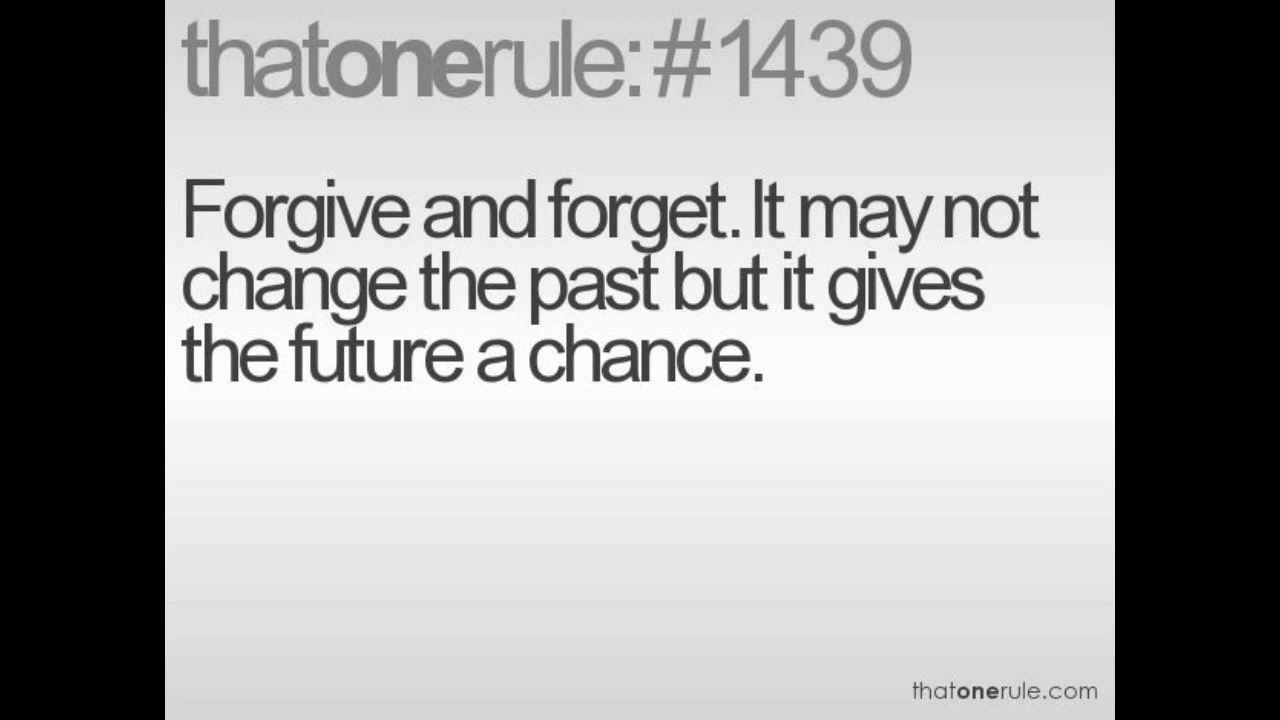 thatonerule: #1439
Forgive and forget. It may not
change the past but it gives
the future a chance.
thatonerule.com